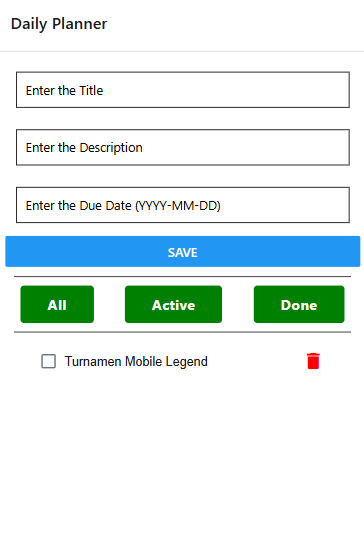 Daily Planner
Enter the Title
Enter the Description
Enter the Due Date (YYYY-MM-DD)
SAVE
All Active Done
Turnamen Mobile Legend